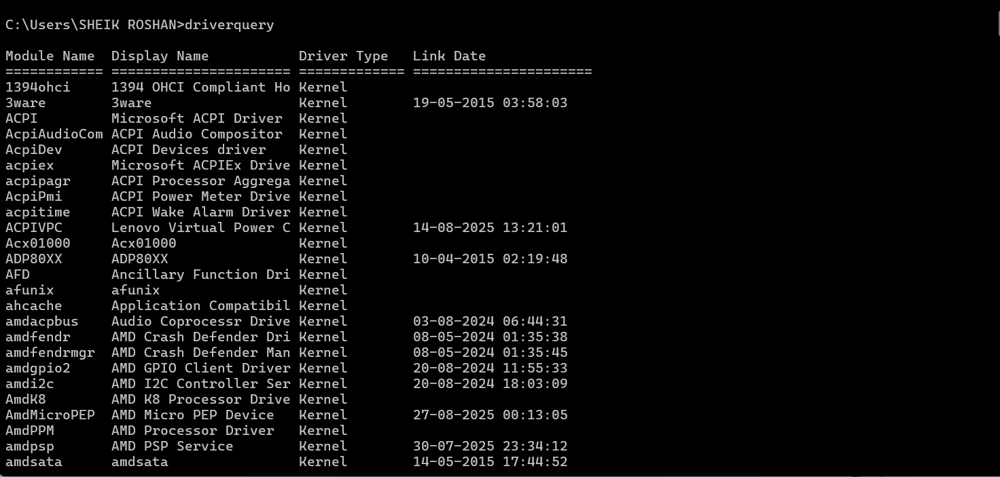 C:\Users\SHEIK ROSHAN>driverquery
Module Name  Display Name           Driver Type   Link Date
============ ====================== ============= ======================
1394ohci     1394 OHCI Compliant Ho Kernel
3ware        3ware                  Kernel        19-05-2015 03:58:03
ACPI         Microsoft ACPI Driver  Kernel
AcpiAudioCom ACPI Audio Compositor  Kernel
AcpiDev      ACPI Devices driver    Kernel
acpiex       Microsoft ACPIEx Drive Kernel
acpipagr     ACPI Processor Aggrega Kernel
AcpiPmi      ACPI Power Meter Drive Kernel
acpitime     ACPI Wake Alarm Driver Kernel
ACPIVPC      Lenovo Virtual Power C Kernel        14-08-2025 13:21:01
Acx01000     Acx01000               Kernel
ADP80XX      ADP80XX                Kernel        10-04-2015 02:19:48
AFD          Ancillary Function Dri Kernel
afunix       afunix                 Kernel
ahcache      Application Compatibil Kernel
amdacpbus    Audio Coprocessr Drive Kernel        03-08-2024 06:44:31
amdfendr     AMD Crash Defender Dri Kernel        08-05-2024 01:35:38
amdfendrmgr  AMD Crash Defender Man Kernel        08-05-2024 01:35:45
amdgpio2     AMD GPIO Client Driver Kernel        20-08-2024 11:55:33
amdi2c       AMD I2C Controller Ser Kernel        20-08-2024 18:03:09
AmdK8        AMD K8 Processor Drive Kernel
AmdMicroPEP  AMD Micro PEP Device   Kernel        27-08-2025 00:13:05
AmdPPM       AMD Processor Driver   Kernel
amdpsp       AMD PSP Service        Kernel        30-07-2025 23:34:12
amdsata      amdsata                Kernel        14-05-2015 17:44:52